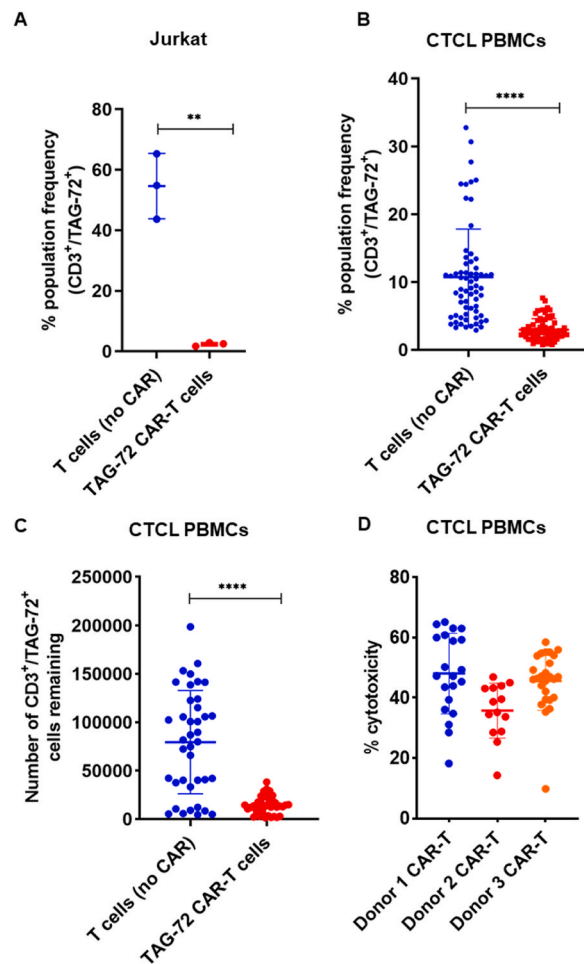 A
Jurkat
% population frequency
(CD3⁺/TAG-72⁺)
80
60
40
20
0
**
T cells (no CAR)
TAG-72 CAR-T cells
B
CTCL PBMCs
% population frequency
(CD3⁺/TAG-72⁺)
40
30
20
10
0
****
T cells (no CAR)
TAG-72 CAR-T cells
C
CTCL PBMCs
Number of CD3⁺/TAG-72⁺
cells remaining
250000
200000
150000
100000
50000
0
****
T cells (no CAR)
TAG-72 CAR-T cells
D
CTCL PBMCs
% cytotoxicity
80
60
40
20
0
Donor 1 CAR-T
Donor 2 CAR-T
Donor 3 CAR-T